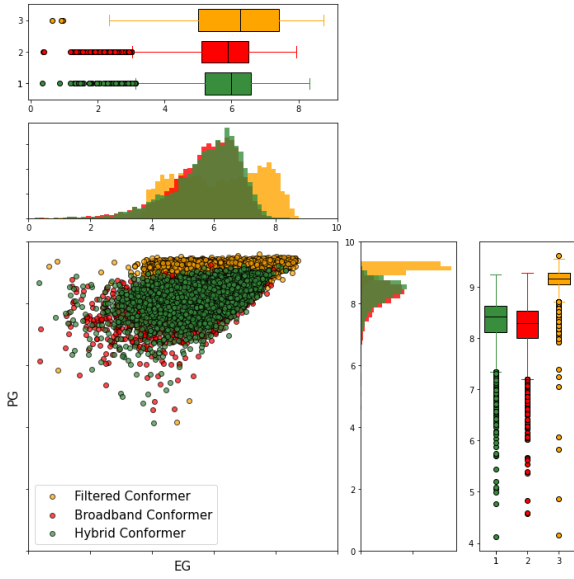 3
2
1
0 2 4 6 8
0 2 4 6 8 10
10
8
6
4
2
0
9
8
7
6
5
4
1 2 3
PG
Filtered Conformer
Broadband Conformer
Hybrid Conformer
EG